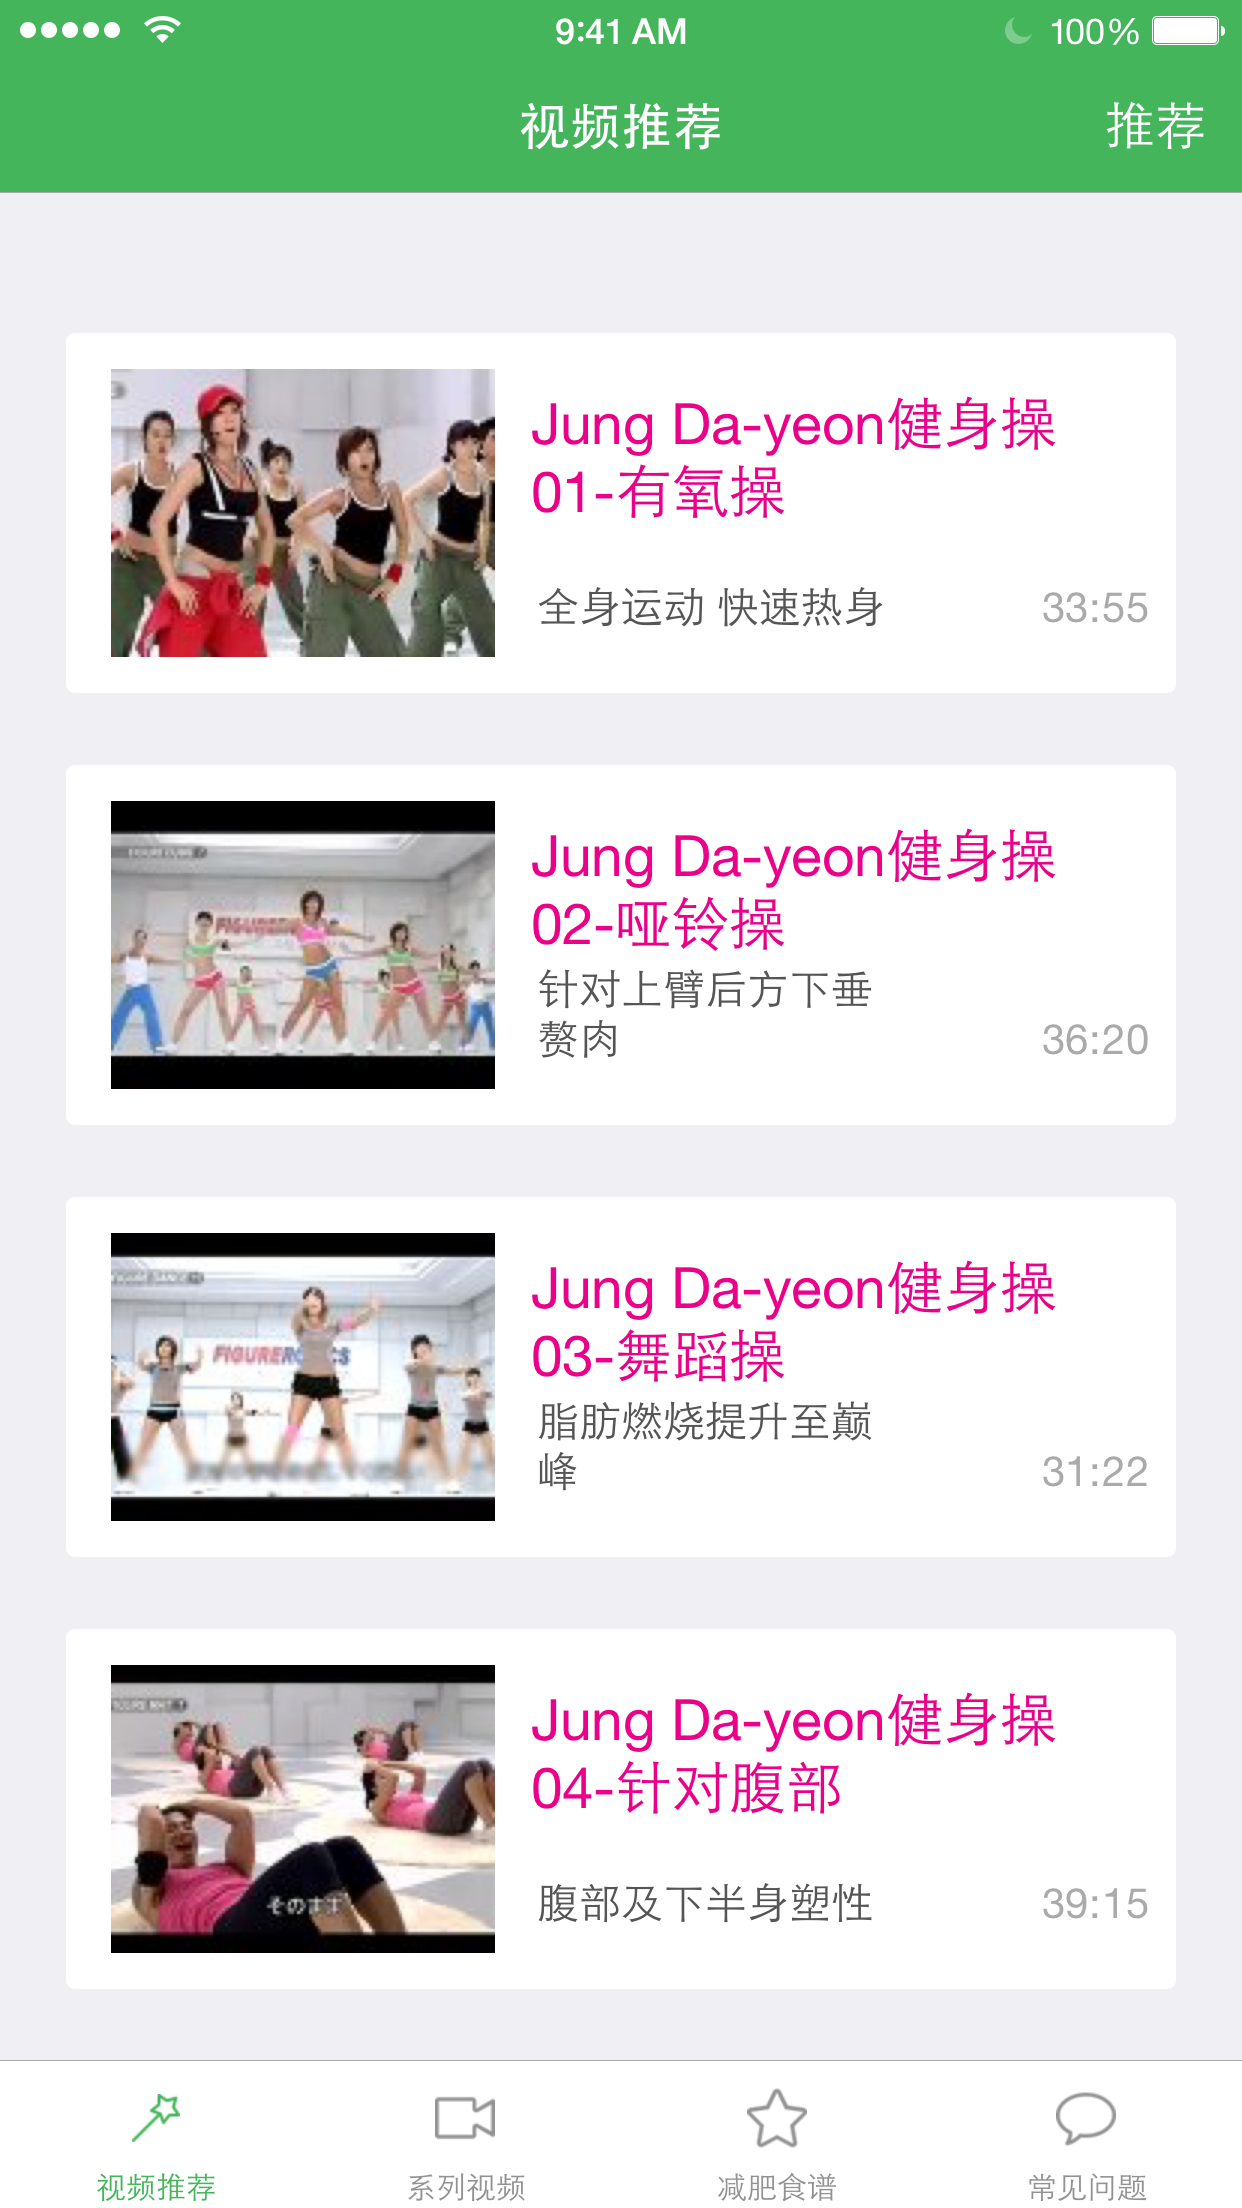 9:41 AM
100%
视频推荐
推荐
Jung Da-yeon健身操
01-有氧操
全身运动 快速热身
33:55
Jung Da-yeon健身操
02-哑铃操
针对上臂后方下垂
赘肉
36:20
FIGUREROBICS
Jung Da-yeon健身操
03-舞蹈操
脂肪燃烧提升至巅
峰
31:22
Jung Da-yeon健身操
04-针对腹部
腹部及下半身塑性
39:15
そのまま
视频推荐
系列视频
减肥食谱
常见问题